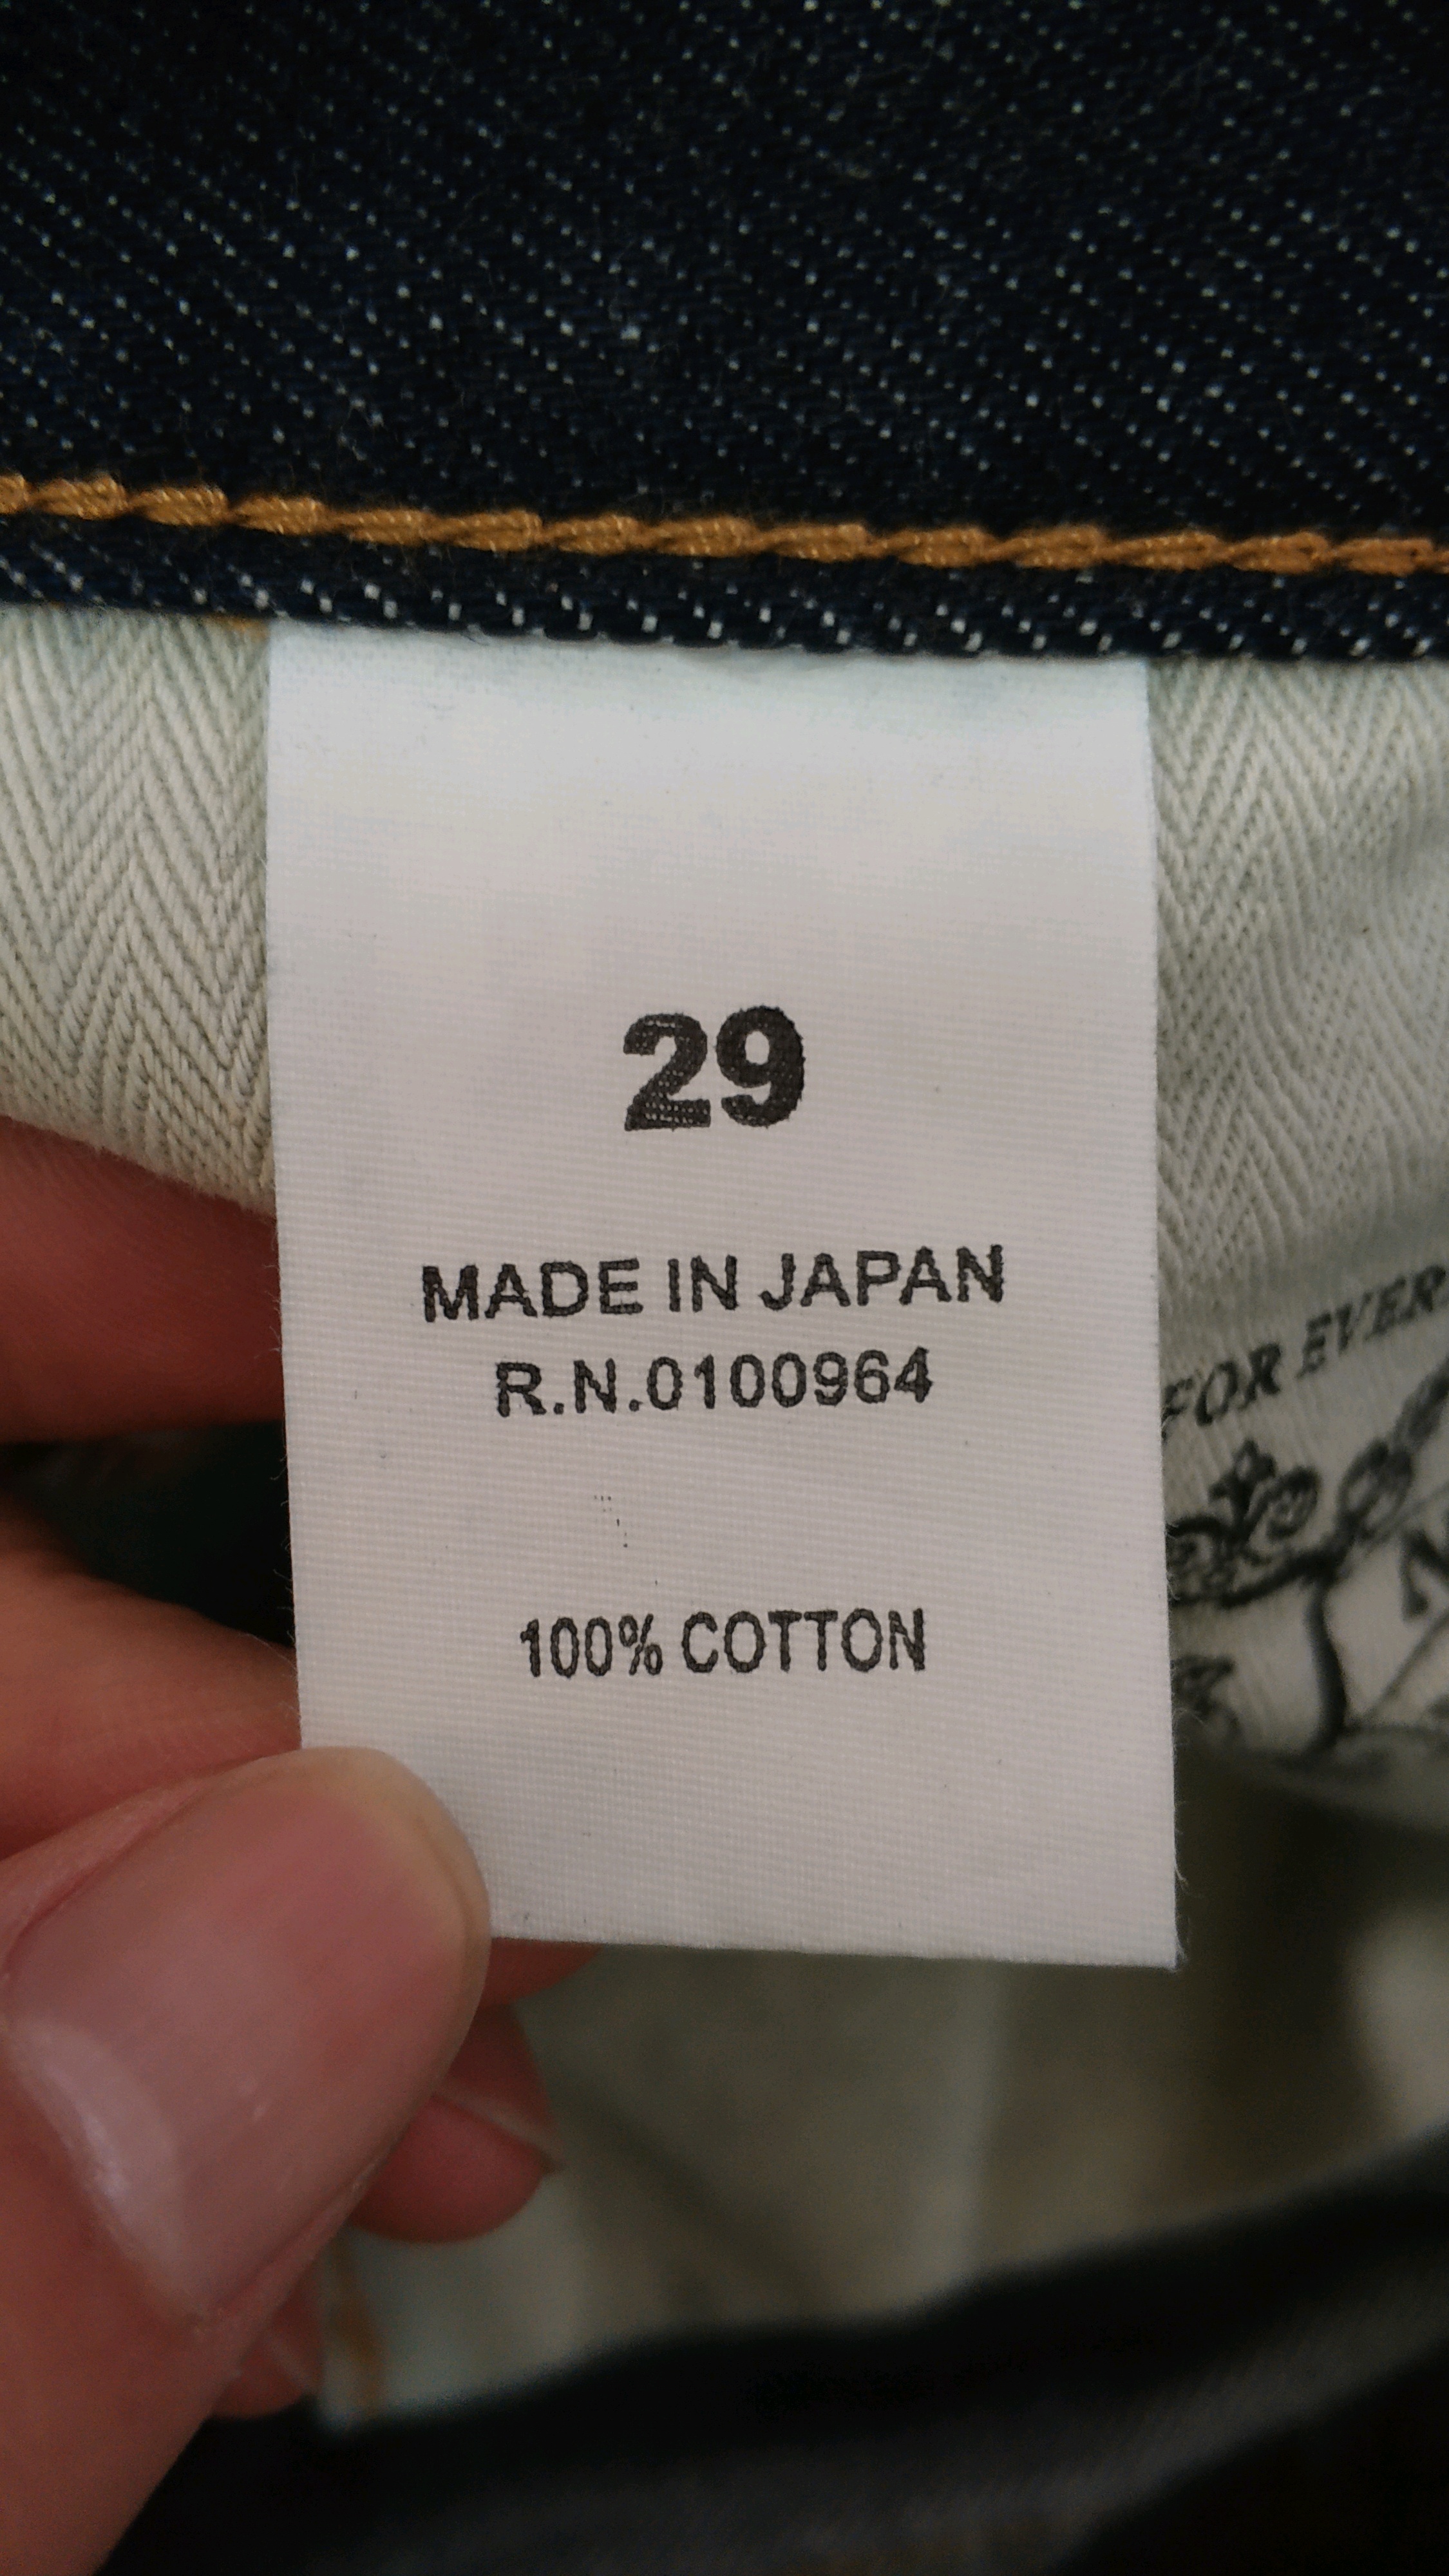 29
MADE IN JAPAN
R.N.0100964
100% COTTON
FOR EVER